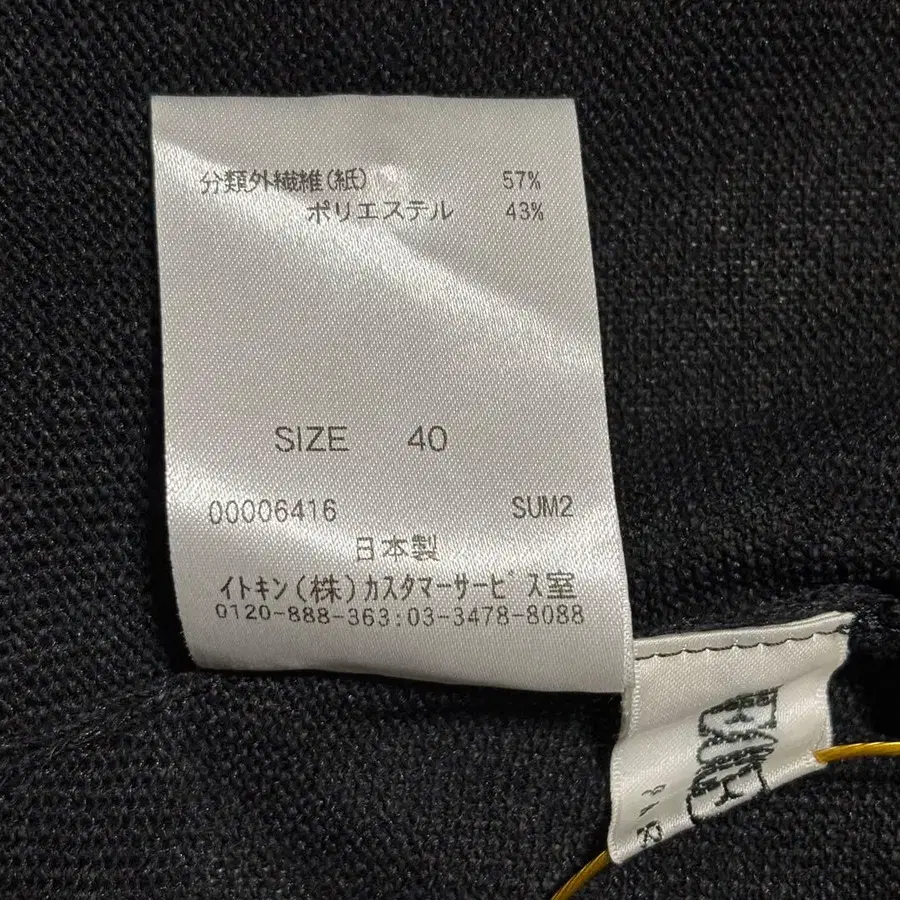 分類外繊維(紙) 57%
ポリエステル 43%
SIZE 40
00006416 SUM2
日本製
イトキン(株)カスタマーサービス室
0120-888-363:03-3478-8088